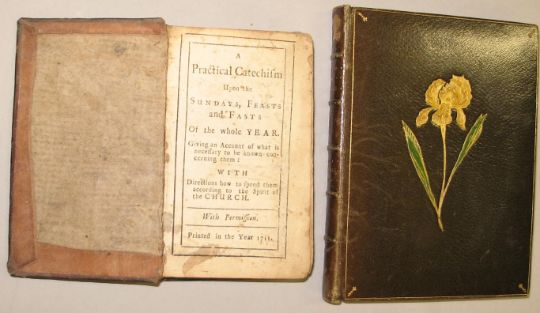 A
Practical Catechiſm
Upon the
SUNDAYS, FEASTS
and FASTS
Of the whole YEAR.
Giving an Account of what is
neceſſary to be known con-
cerning them:
WITH
Directions how to ſpend them
according to the Spirit of
the CHURCH.
With Permiſſion.
Printed in the Year